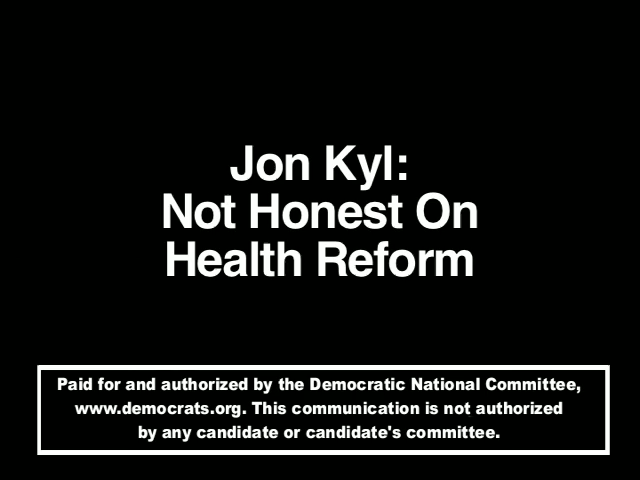 Jon Kyl:
Not Honest On
Health Reform
Paid for and authorized by the Democratic National Committee,
www.democrats.org. This communication is not authorized
by any candidate or candidate's committee.